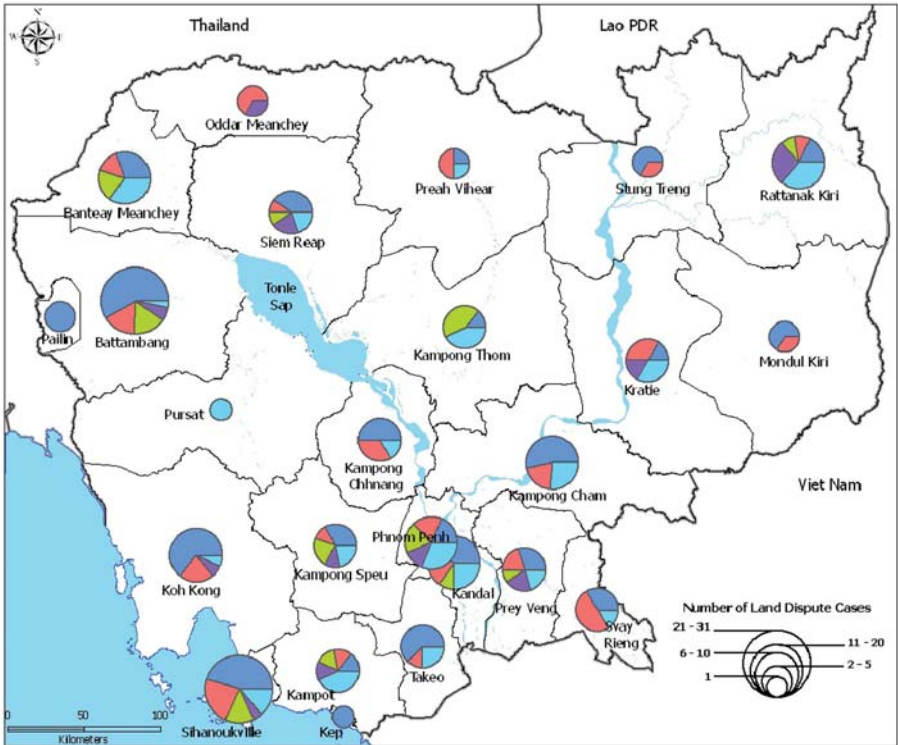 Thailand
Lao PDR
N
W E
S
Oddar Meanchey
Banteay Meanchey
Siem Reap
Preah Vihear
Stung Treng
Rattanak Kiri
Tonle
Sap
Pailin
Battambang
Kampong Thom
Kratie
Mondul Kiri
Pursat
Kampong
Chhnang
Kampong Cham
Viet Nam
Koh Kong
Kampong Speu
Phnom Penh
Kandal
Prey Veng
Svay
Rieng
Number of Land Dispute Cases
21 - 31
11 - 20
6 - 10
2 - 5
1
Takeo
Kampot
Sihanoukville
Kep
0 50 100
Kilometers